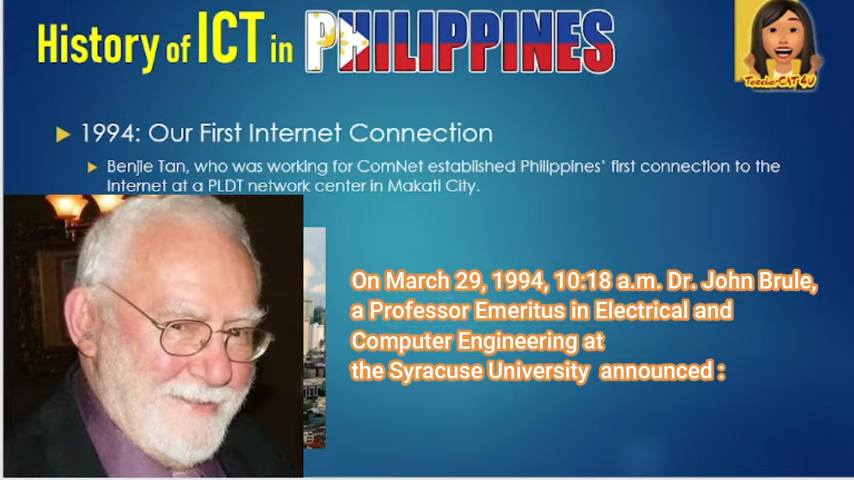 History of ICT in PHILIPPINES
TeacherCAT 4U
1994: Our First Internet Connection
Benjie Tan, who was working for ComNet established Philippines’ first connection to the
Internet at a PLDT network center in Makati City.
On March 29, 1994, 10:18 a.m. Dr. John Brule,
a Professor Emeritus in Electrical and
Computer Engineering at
the Syracuse University announced :